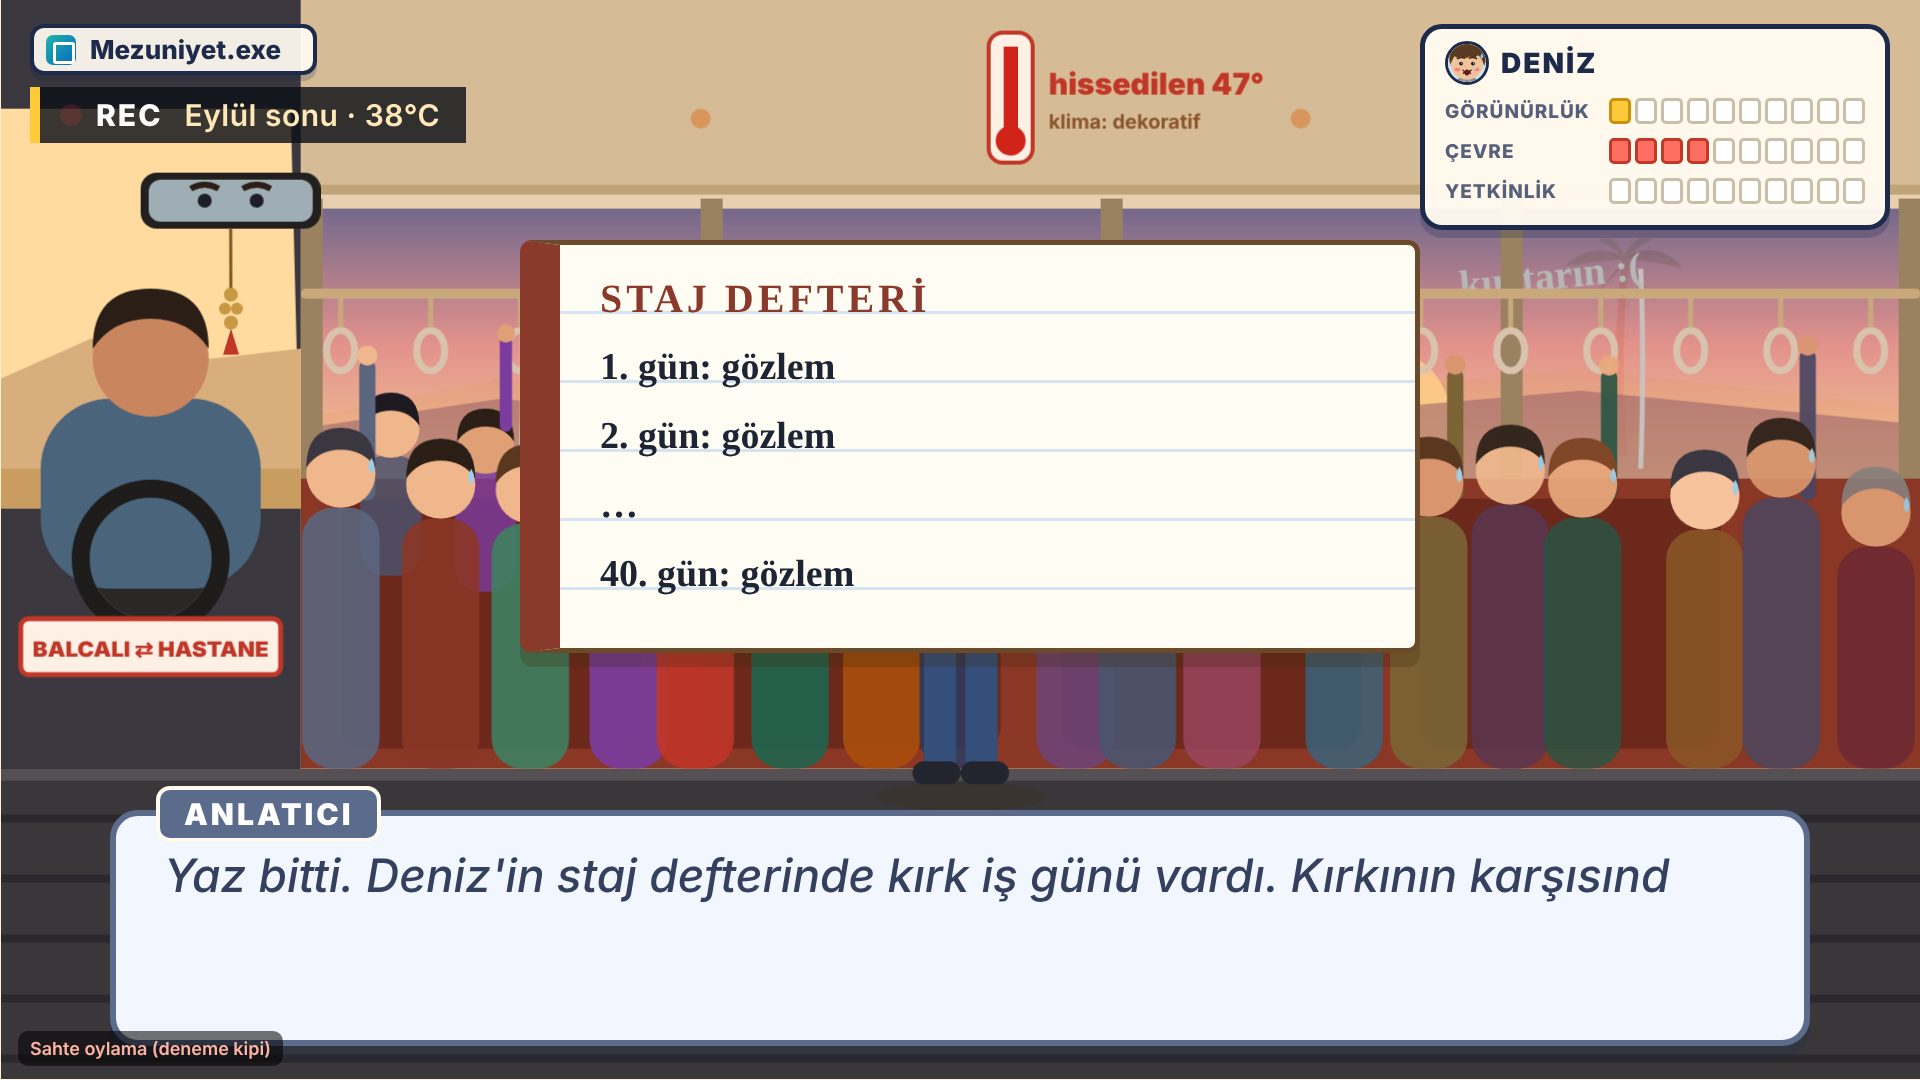 Mezuniyet.exe
REC Eylül sonu · 38°C
hissedilen 47°
klima: dekoratif
DENİZ
GÖRÜNÜRLÜK
ÇEVRE
YETKİNLİK
:(
STAJ DEFTERİ
1. gün: gözlem
2. gün: gözlem
...
40. gün: gözlem
BALCALI ⇄ HASTANE
ANLATICI
Yaz bitti. Deniz'in staj defterinde kırk iş günü vardı. Kırkının karşısınd
Sahte oylama (deneme kipi)